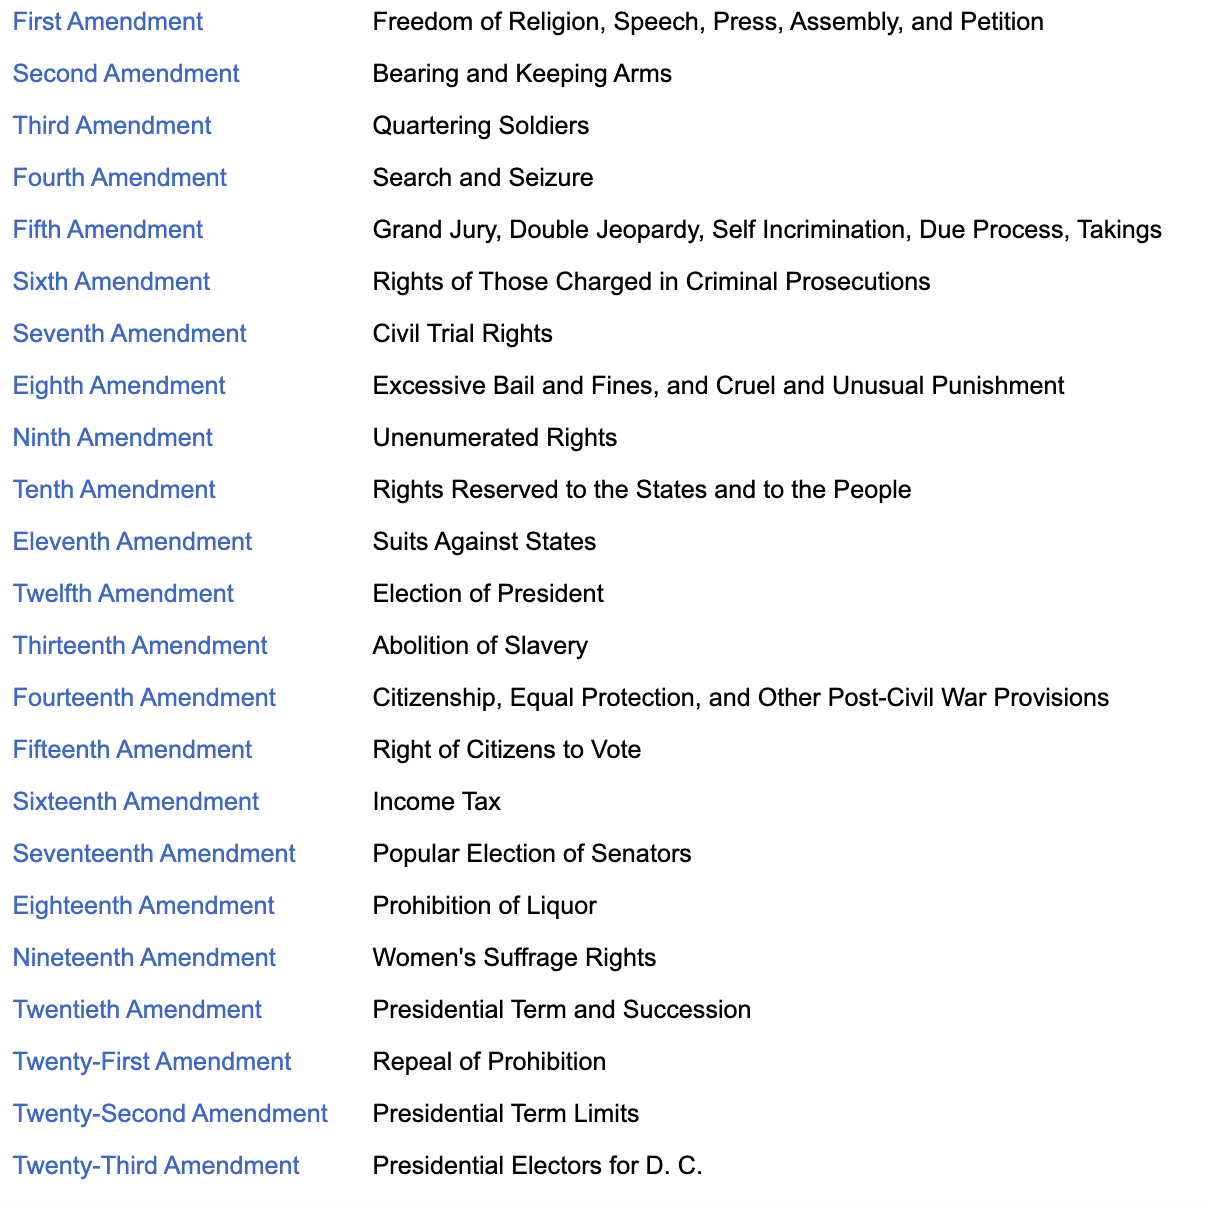 First Amendment Freedom of Religion, Speech, Press, Assembly, and Petition
Second Amendment Bearing and Keeping Arms
Third Amendment Quartering Soldiers
Fourth Amendment Search and Seizure
Fifth Amendment Grand Jury, Double Jeopardy, Self Incrimination, Due Process, Takings
Sixth Amendment Rights of Those Charged in Criminal Prosecutions
Seventh Amendment Civil Trial Rights
Eighth Amendment Excessive Bail and Fines, and Cruel and Unusual Punishment
Ninth Amendment Unenumerated Rights
Tenth Amendment Rights Reserved to the States and to the People
Eleventh Amendment Suits Against States
Twelfth Amendment Election of President
Thirteenth Amendment Abolition of Slavery
Fourteenth Amendment Citizenship, Equal Protection, and Other Post-Civil War Provisions
Fifteenth Amendment Right of Citizens to Vote
Sixteenth Amendment Income Tax
Seventeenth Amendment Popular Election of Senators
Eighteenth Amendment Prohibition of Liquor
Nineteenth Amendment Women's Suffrage Rights
Twentieth Amendment Presidential Term and Succession
Twenty-First Amendment Repeal of Prohibition
Twenty-Second Amendment Presidential Term Limits
Twenty-Third Amendment Presidential Electors for D. C.